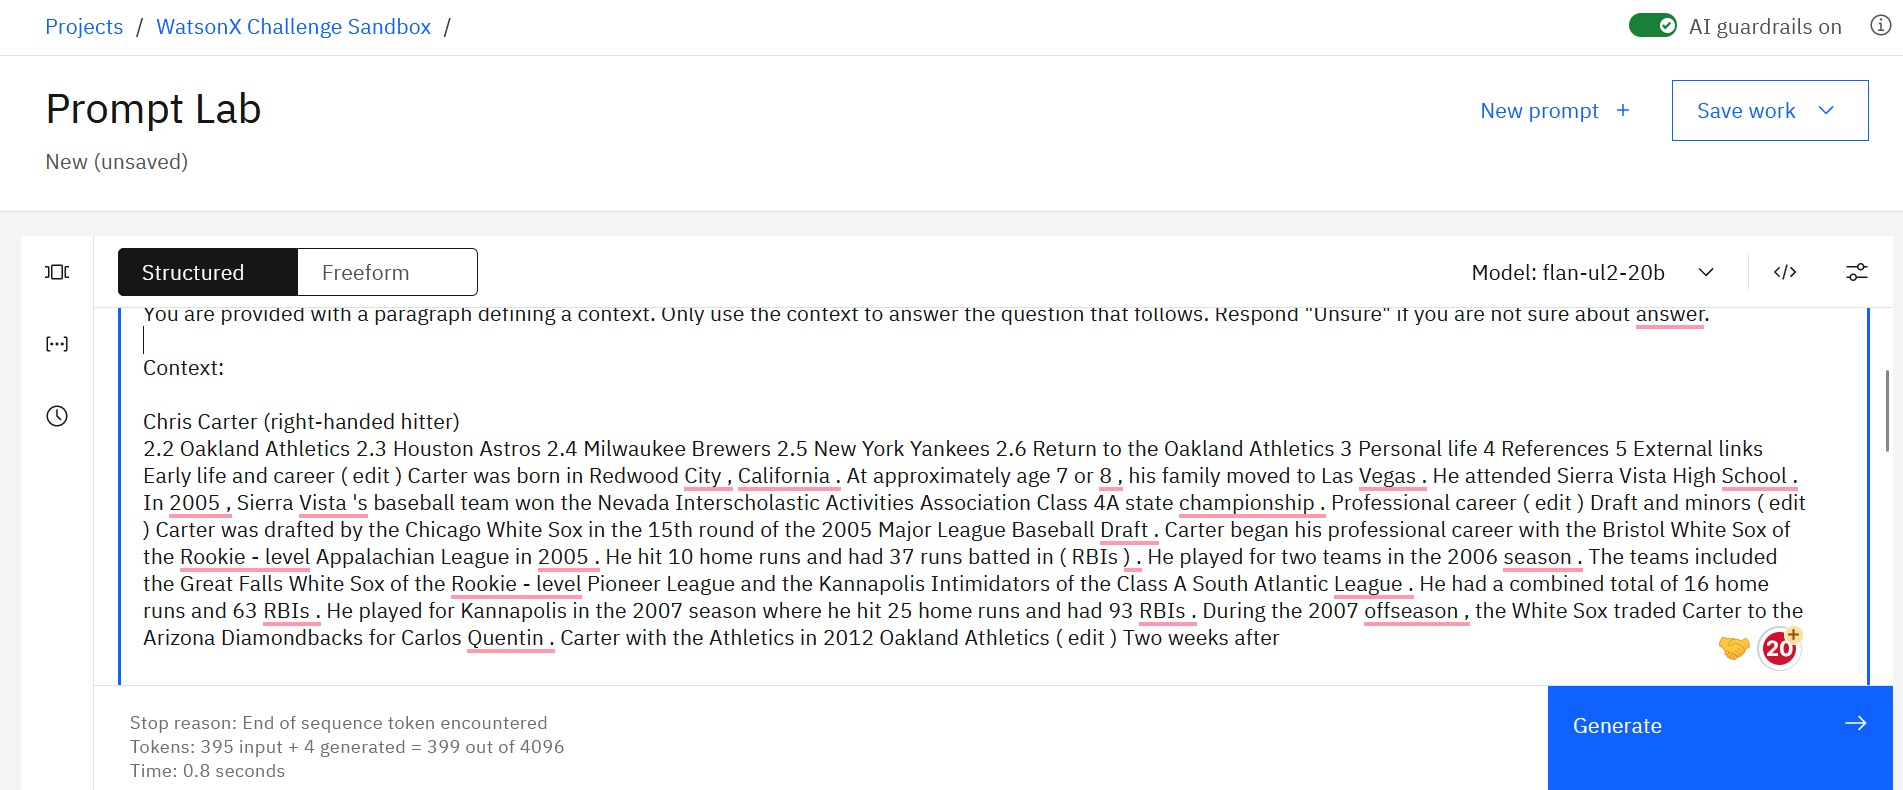 Projects / WatsonX Challenge Sandbox /
AI guardrails on
Prompt Lab
New prompt +
Save work
New (unsaved)
Structured
Freeform
Model: flan-ul2-20b
You are provided with a paragraph defining a context. Only use the context to answer the question that follows. Respond "Unsure" if you are not sure about answer.
Context:
Chris Carter (right-handed hitter)
2.2 Oakland Athletics 2.3 Houston Astros 2.4 Milwaukee Brewers 2.5 New York Yankees 2.6 Return to the Oakland Athletics 3 Personal life 4 References 5 External links
Early life and career ( edit ) Carter was born in Redwood City , California . At approximately age 7 or 8 , his family moved to Las Vegas . He attended Sierra Vista High School .
In 2005 , Sierra Vista 's baseball team won the Nevada Interscholastic Activities Association Class 4A state championship . Professional career ( edit ) Draft and minors ( edit
) Carter was drafted by the Chicago White Sox in the 15th round of the 2005 Major League Baseball Draft . Carter began his professional career with the Bristol White Sox of
the Rookie - level Appalachian League in 2005 . He hit 10 home runs and had 37 runs batted in ( RBIs ) . He played for two teams in the 2006 season . The teams included
the Great Falls White Sox of the Rookie - level Pioneer League and the Kannapolis Intimidators of the Class A South Atlantic League . He had a combined total of 16 home
runs and 63 RBIs . He played for Kannapolis in the 2007 season where he hit 25 home runs and had 93 RBIs . During the 2007 offseason , the White Sox traded Carter to the
Arizona Diamondbacks for Carlos Quentin . Carter with the Athletics in 2012 Oakland Athletics ( edit ) Two weeks after
20+
Stop reason: End of sequence token encountered
Tokens: 395 input + 4 generated = 399 out of 4096
Time: 0.8 seconds
Generate